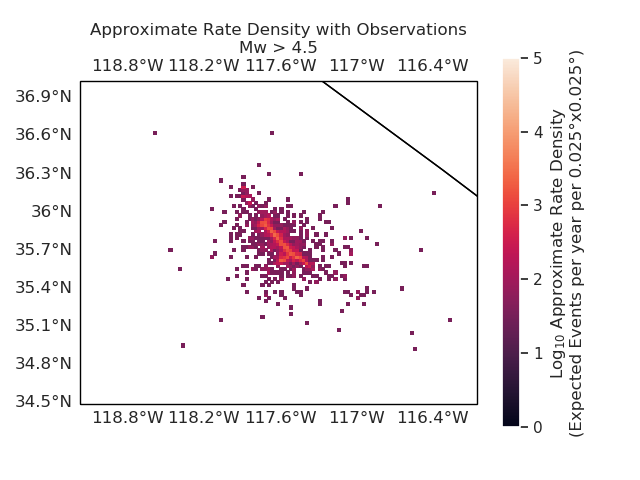 Approximate Rate Density with Observations
Mw > 4.5
118.8°W 118.2°W 117.6°W 117°W 116.4°W
36.9°N
36.6°N
36.3°N
36°N
35.7°N
35.4°N
35.1°N
34.8°N
34.5°N
118.8°W 118.2°W 117.6°W 117°W 116.4°W
5
4
3
2
1
0
Log₁₀ Approximate Rate Density
(Expected Events per year per 0.025°x0.025°)